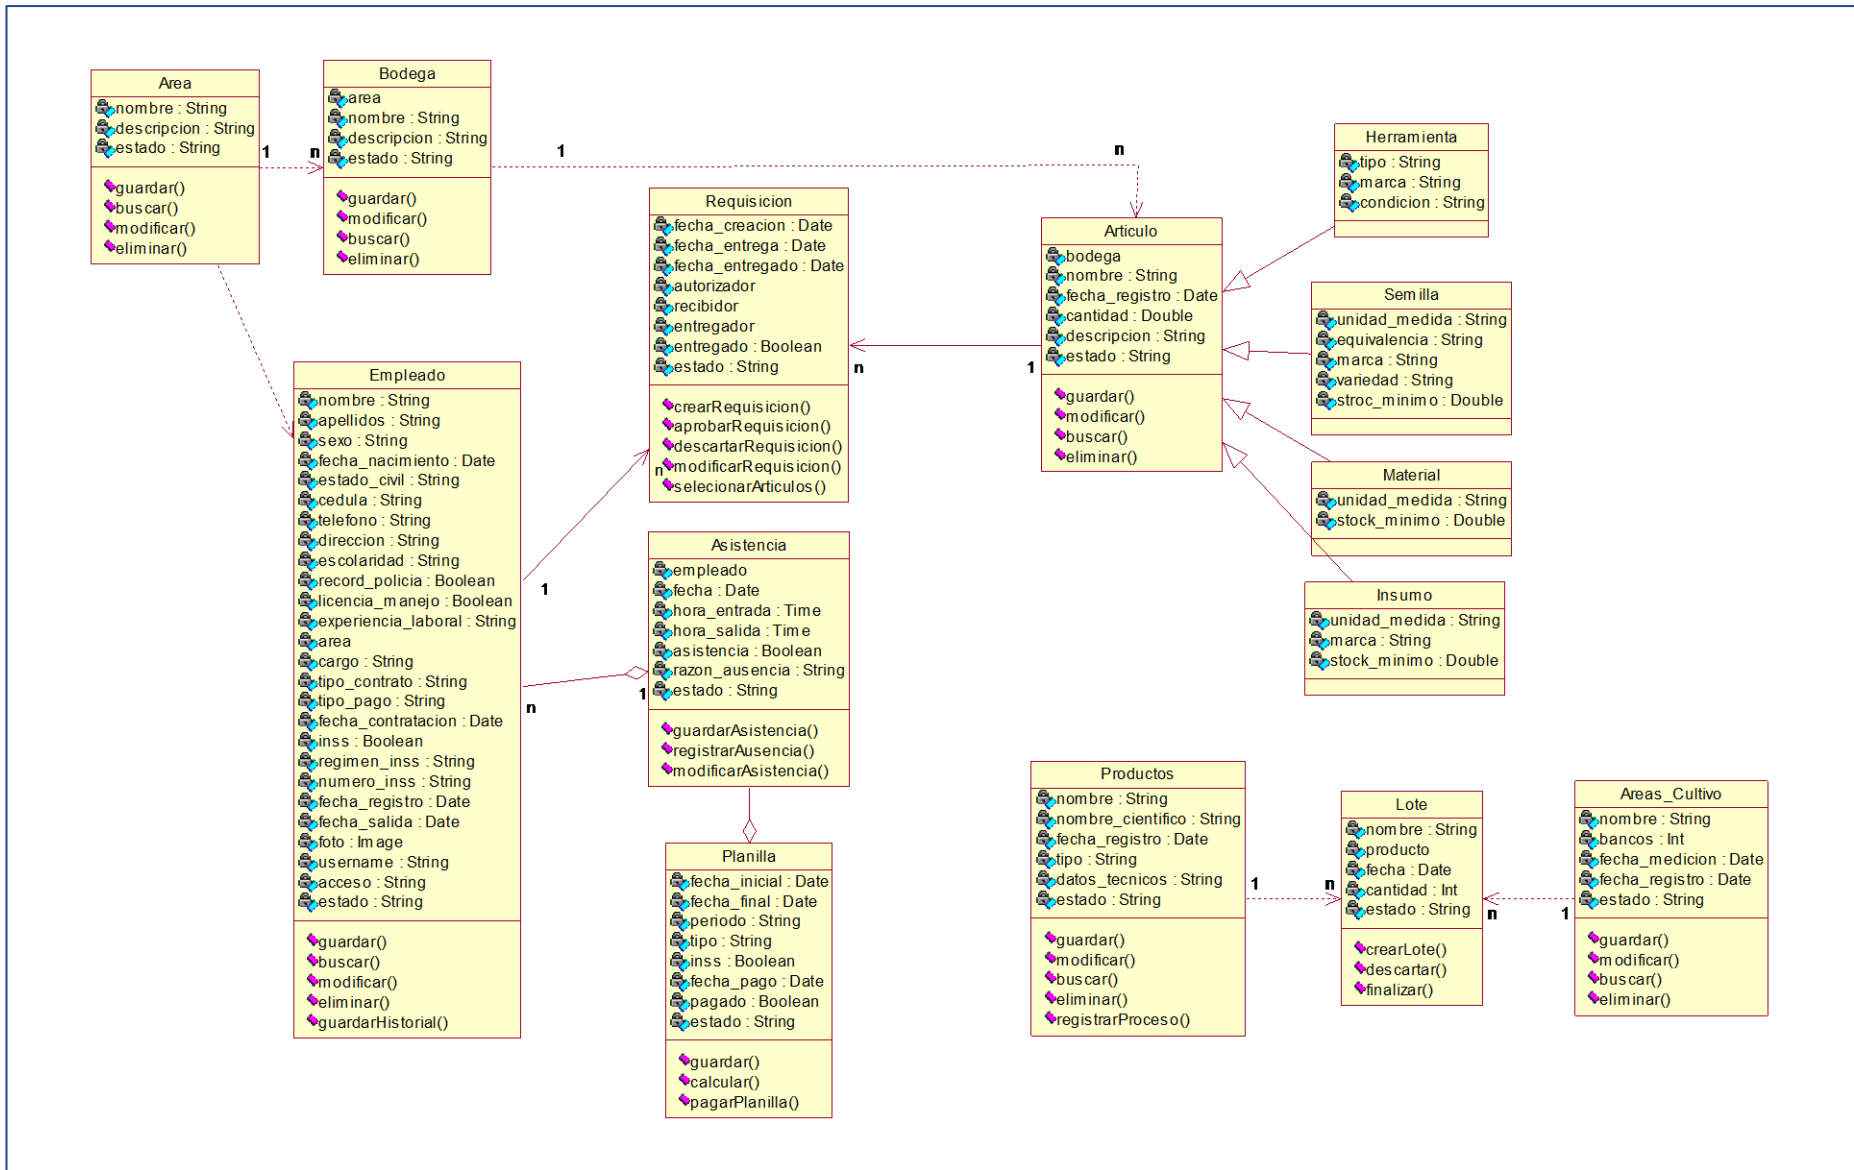 Area
nombre : String
descripcion : String
estado : String
guardar()
buscar()
modificar()
eliminar()
1
n
Bodega
area
nombre : String
descripcion : String
estado : String
guardar()
modificar()
buscar()
eliminar()
1
n
Requisicion
fecha_creacion : Date
fecha_entrega : Date
fecha_entregado : Date
autorizador
recibidor
entregador
entregado : Boolean
estado : String
crearRequisicion()
aprobarRequisicion()
descartarRequisicion()
modificarRequisicion()
selecionarArticulos()
n
n
1
Articulo
bodega
nombre : String
fecha_registro : Date
cantidad : Double
descripcion : String
estado : String
guardar()
modificar()
buscar()
eliminar()
Herramienta
tipo : String
marca : String
condicion : String
Semilla
unidad_medida : String
equivalencia : String
marca : String
variedad : String
stroc_minimo : Double
Material
unidad_medida : String
stock_minimo : Double
Insumo
unidad_medida : String
marca : String
stock_minimo : Double
Empleado
nombre : String
apellidos : String
sexo : String
fecha_nacimiento : Date
estado_civil : String
cedula : String
telefono : String
direccion : String
escolaridad : String
record_policia : Boolean
licencia_manejo : Boolean
experiencia_laboral : String
area
cargo : String
tipo_contrato : String
tipo_pago : String
fecha_contratacion : Date
inss : Boolean
regimen_inss : String
numero_inss : String
fecha_registro : Date
fecha_salida : Date
foto : Image
username : String
acceso : String
estado : String
guardar()
buscar()
modificar()
eliminar()
guardarHistorial()
1
n
1
Asistencia
empleado
fecha : Date
hora_entrada : Time
hora_salida : Time
asistencia : Boolean
razon_ausencia : String
estado : String
guardarAsistencia()
registrarAusencia()
modificarAsistencia()
Planilla
fecha_inicial : Date
fecha_final : Date
periodo : String
tipo : String
inss : Boolean
fecha_pago : Date
pagado : Boolean
estado : String
guardar()
calcular()
pagarPlanilla()
Productos
nombre : String
nombre_cientifico : String
fecha_registro : Date
tipo : String
datos_tecnicos : String
estado : String
guardar()
modificar()
buscar()
eliminar()
registrarProceso()
1
n
Lote
nombre : String
producto
fecha : Date
cantidad : Int
estado : String
crearLote()
descartar()
finalizar()
n
1
Areas_Cultivo
nombre : String
bancos : Int
fecha_medicion : Date
fecha_registro : Date
estado : String
guardar()
modificar()
buscar()
eliminar()